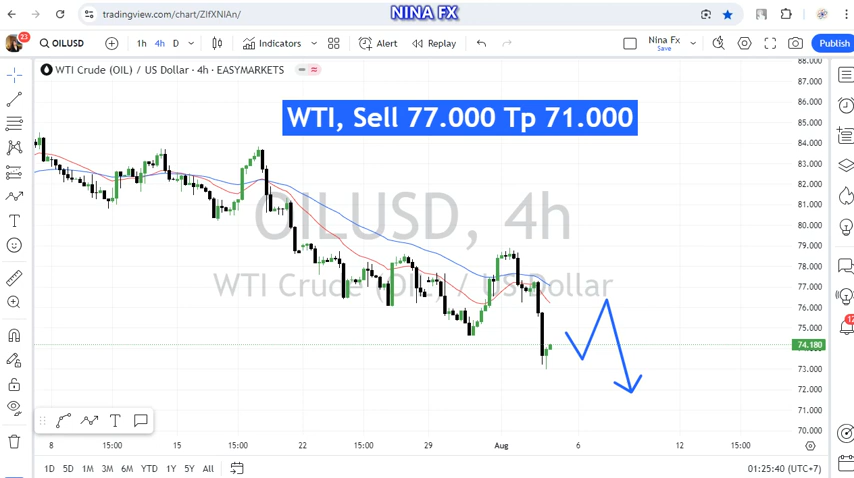 NINA FX
tradingview.com/chart/ZIfXNIAn/
23
OILUSD
1h 4h D
Indicators
Alert
Replay
Nina Fx
Save
Publish
WTI Crude (OIL) / US Dollar · 4h · EASYMARKETS
WTI, Sell 77.000 Tp 71.000
OILUSD, 4h
WTI Crude (OIL) / US Dollar
88.000
87.000
86.000
85.000
84.000
83.000
82.000
81.000
80.000
79.000
78.000
77.000
76.000
75.000
74.180
73.000
72.000
71.000
70.000
8 15:00 15 15:00 22 15:00 29 Aug 6 12 15:00
1D 5D 1M 3M 6M YTD 1Y 5Y All
01:25:40 (UTC+7)